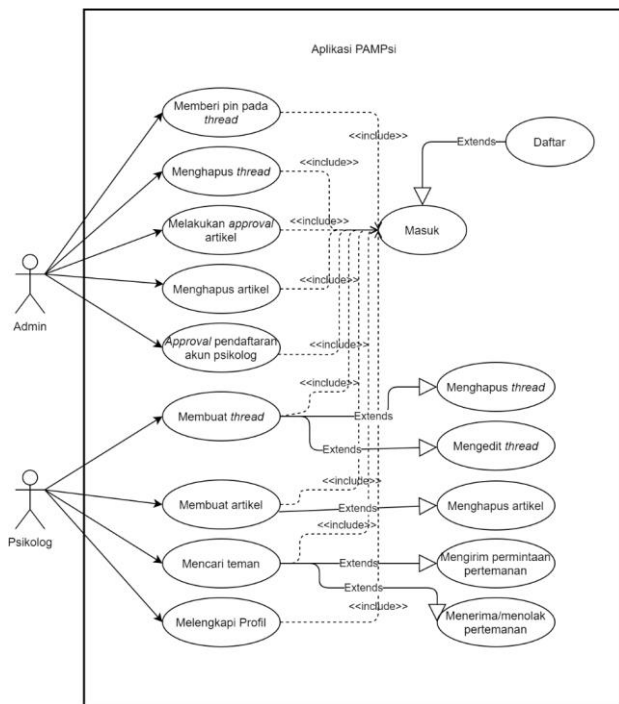 Aplikasi PAMPsi
Memberi pin pada
thread
<<include>>
Extends
Daftar
Menghapus thread
<<include>>
Melakukan approval
artikel
<<include>>
Masuk
Admin
Menghapus artikel
<<include>>
Approval pendaftaran
akun psikolog
<<include>>
<<include>>
Menghapus thread
Membuat thread
Extends
Extends
Mengedit thread
Psikolog
Membuat artikel
<<include>>
Extends
Menghapus artikel
<<include>>
Mencari teman
Extends
Mengirim permintaan
pertemanan
Extends
<<include>>
Menerima/menolak
pertemanan
Melengkapi Profil